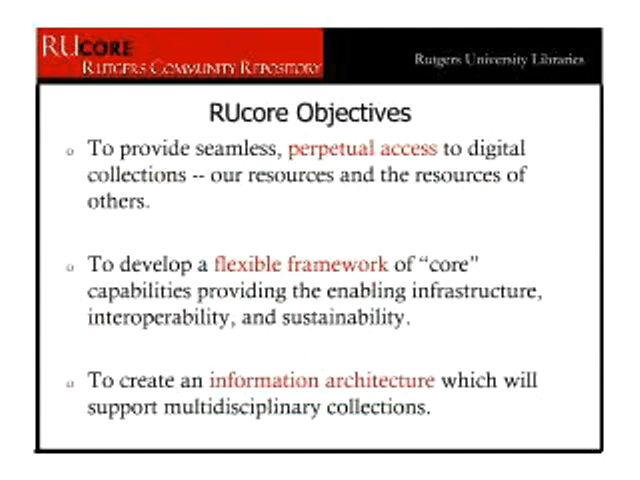 RUCORE
RUTGERS COMMUNITY REPOSITORY
Rutgers University Libraries
RUcore Objectives
o To provide seamless, perpetual access to digital
collections -- our resources and the resources of
others.
o To develop a flexible framework of “core”
capabilities providing the enabling infrastructure,
interoperability, and sustainability.
o To create an information architecture which will
support multidisciplinary collections.